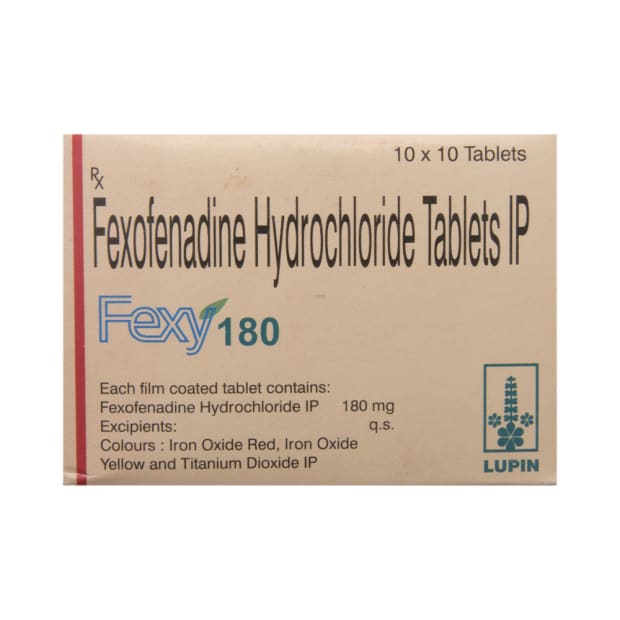 10 x 10 Tablets
Rx
Fexofenadine Hydrochloride Tablets IP
Fexy 180
Each film coated tablet contains:
Fexofenadine Hydrochloride IP 180 mg
Excipients: q.s.
Colours : Iron Oxide Red, Iron Oxide
Yellow and Titanium Dioxide IP
LUPIN